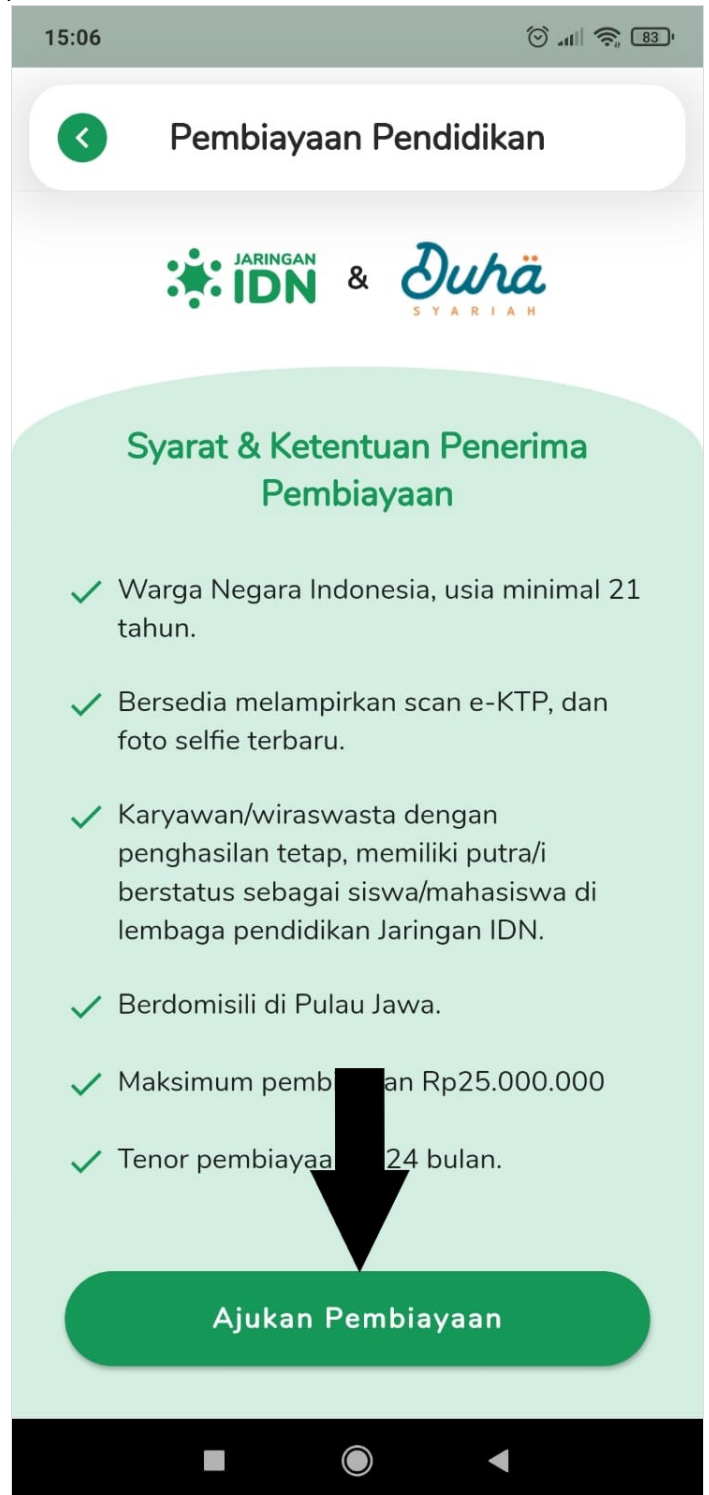 15:06
83
Pembiayaan Pendidikan
JARINGAN
IDN
&
Duhä
SYARIAH
Syarat & Ketentuan Penerima
Pembiayaan
Warga Negara Indonesia, usia minimal 21
tahun.
Bersedia melampirkan scan e-KTP, dan
foto selfie terbaru.
Karyawan/wiraswasta dengan
penghasilan tetap, memiliki putra/i
berstatus sebagai siswa/mahasiswa di
lembaga pendidikan Jaringan IDN.
Berdomisili di Pulau Jawa.
Maksimum Rp25.000.000
Tenor 24 bulan.
Ajukan Pembiayaan